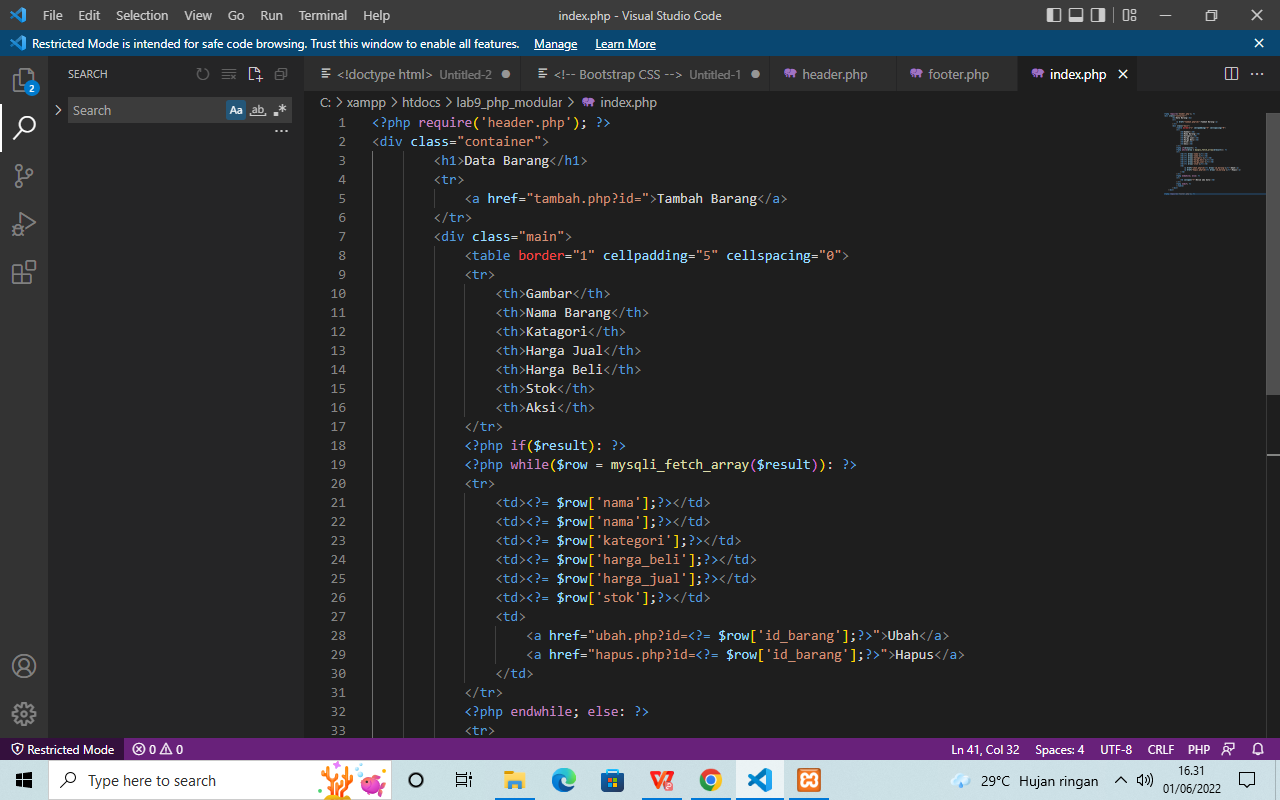 File Edit Selection View Go Run Terminal Help index.php - Visual Studio Code
Restricted Mode is intended for safe code browsing. Trust this window to enable all features. Manage Learn More
SEARCH
Search
Aa ab .*
2
<!doctype html> Untitled-2 <!-- Bootstrap CSS --> Untitled-1 header.php footer.php index.php
C: > xampp > htdocs > lab9_php_modular > index.php
1 <?php require('header.php'); ?>
2 <div class="container">
3 <h1>Data Barang</h1>
4 <tr>
5 <a href="tambah.php?id=">Tambah Barang</a>
6 </tr>
7 <div class="main">
8 <table border="1" cellpadding="5" cellspacing="0">
9 <tr>
10 <th>Gambar</th>
11 <th>Nama Barang</th>
12 <th>Katagori</th>
13 <th>Harga Jual</th>
14 <th>Harga Beli</th>
15 <th>Stok</th>
16 <th>Aksi</th>
17 </tr>
18 <?php if($result): ?>
19 <?php while($row = mysqli_fetch_array($result)): ?>
20 <tr>
21 <td><?= $row['nama'];?></td>
22 <td><?= $row['nama'];?></td>
23 <td><?= $row['kategori'];?></td>
24 <td><?= $row['harga_beli'];?></td>
25 <td><?= $row['harga_jual'];?></td>
26 <td><?= $row['stok'];?></td>
27 <td>
28 <a href="ubah.php?id=<?= $row['id_barang'];?>">Ubah</a>
29 <a href="hapus.php?id=<?= $row['id_barang'];?>">Hapus</a>
30 </td>
31 </tr>
32 <?php endwhile; else: ?>
33 <tr>
Restricted Mode 0 0 Ln 41, Col 32 Spaces: 4 UTF-8 CRLF PHP
Type here to search 29°C Hujan ringan 16.31
01/06/2022